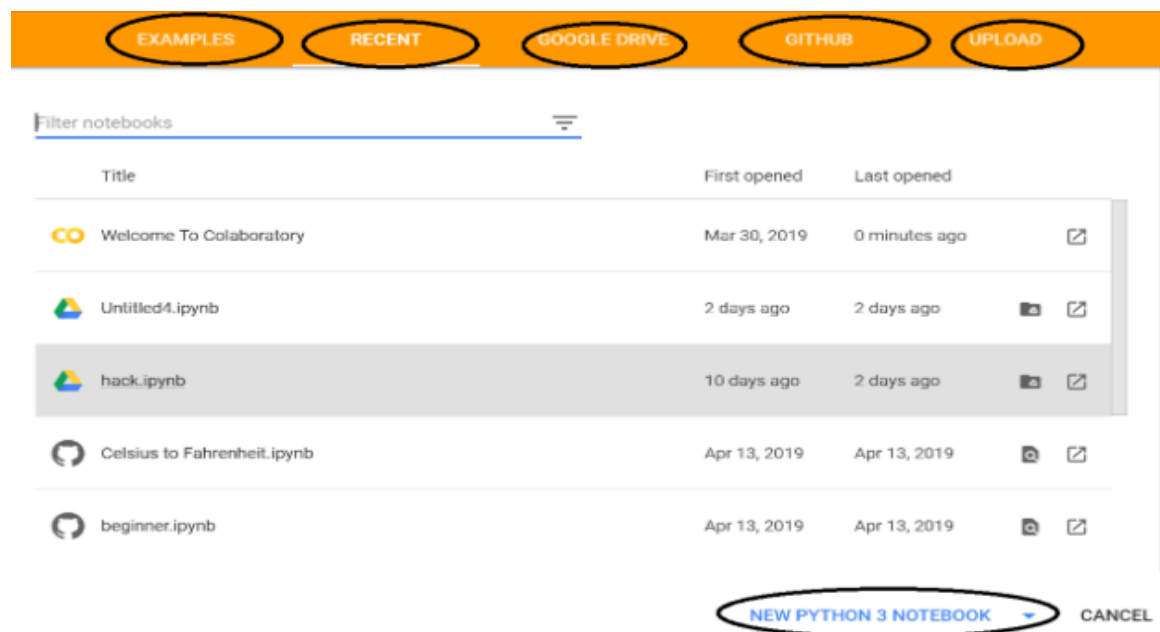 EXAMPLES RECENT GOOGLE DRIVE GITHUB UPLOAD
Filter notebooks
Title First opened Last opened
CO Welcome To Colaboratory Mar 30, 2019 0 minutes ago
Untitled4.ipynb 2 days ago 2 days ago
hack.ipynb 10 days ago 2 days ago
Celsius to Fahrenheit.ipynb Apr 13, 2019 Apr 13, 2019
beginner.ipynb Apr 13, 2019 Apr 13, 2019
NEW PYTHON 3 NOTEBOOK CANCEL